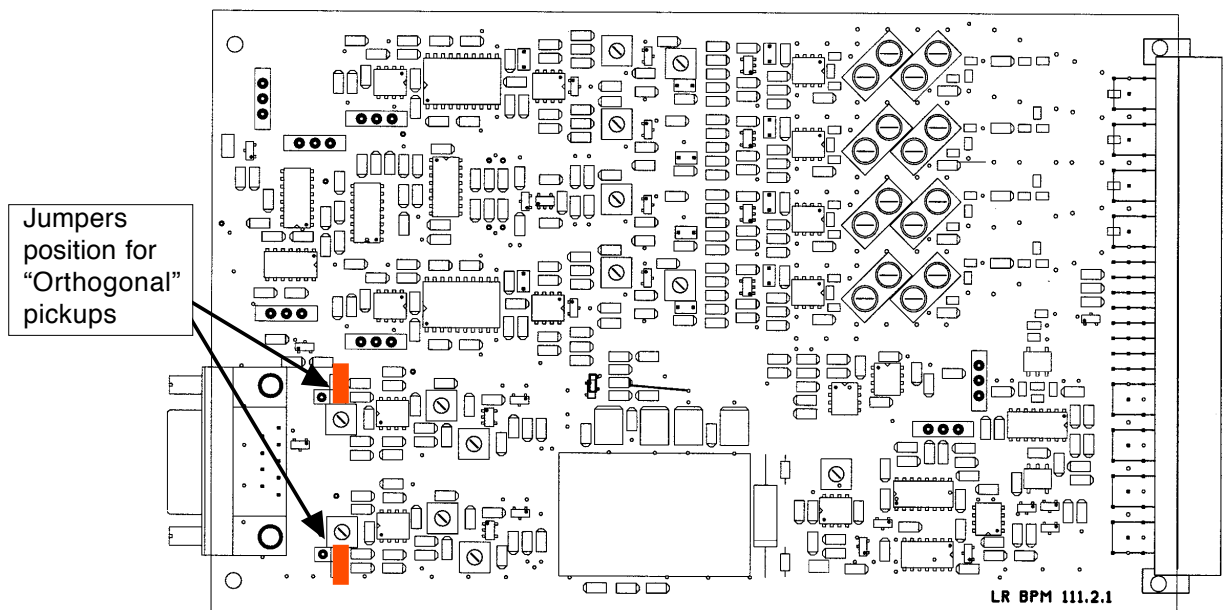 Jumpers
position for
“Orthogonal”
pickups
LR BPM 111.2.1